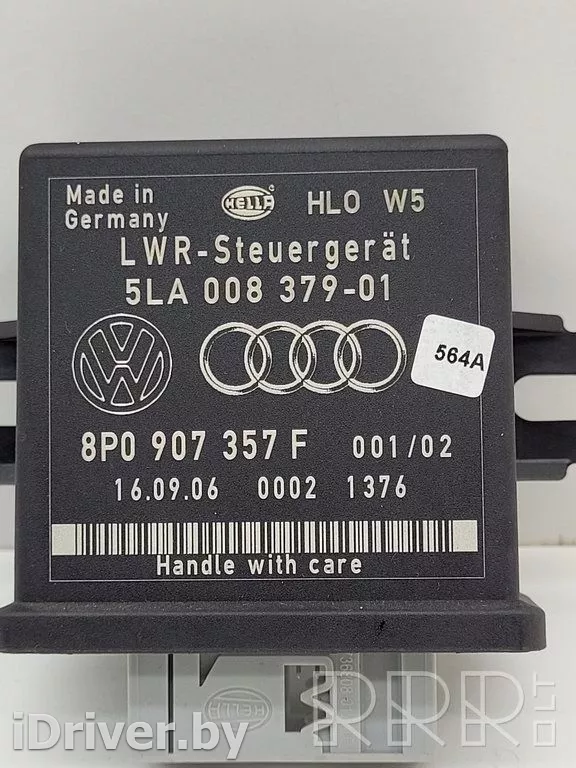 Made in
Germany
HELLA
HLO W5
LWR-Steuergerät
5LA 008 379-01
564A
8P0 907 357 F 001/02
16.09.06 0002 1376
Handle with care
HELLA
iDriver.by
RRR.LT